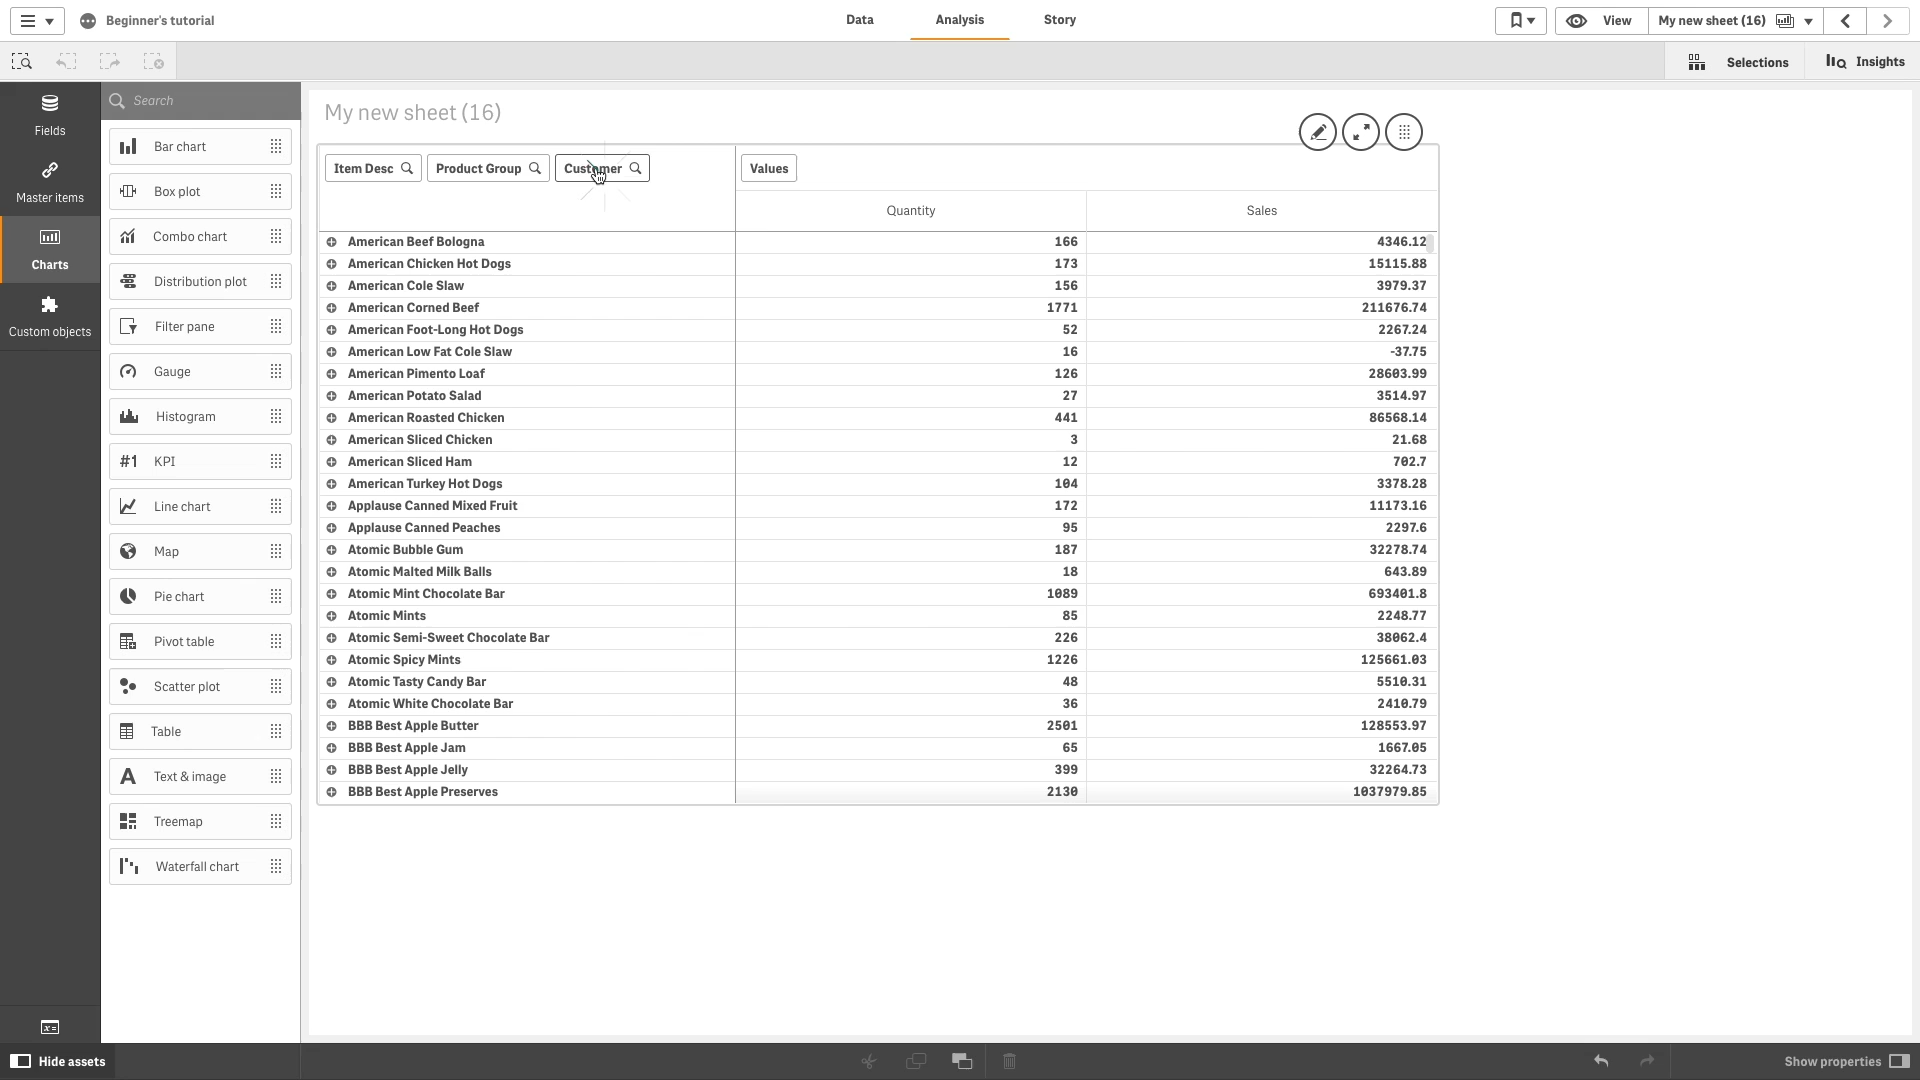 Beginner's tutorial
Data
Analysis
Story
View
My new sheet (16)
Selections
Insights
Fields
Master items
Charts
Custom objects
Search
Bar chart
Box plot
Combo chart
Distribution plot
Filter pane
Gauge
Histogram
#1 KPI
Line chart
Map
Pie chart
Pivot table
Scatter plot
Table
A Text & image
Treemap
Waterfall chart
My new sheet (16)
Item Desc Product Group Customer Values
Quantity Sales
American Beef Bologna 166 4346.12
American Chicken Hot Dogs 173 15115.88
American Cole Slaw 156 3979.37
American Corned Beef 1771 211676.74
American Foot-Long Hot Dogs 52 2267.24
American Low Fat Cole Slaw 16 -37.75
American Pimento Loaf 126 28603.99
American Potato Salad 27 3514.97
American Roasted Chicken 441 86568.14
American Sliced Chicken 3 21.68
American Sliced Ham 12 702.7
American Turkey Hot Dogs 104 3378.28
Applause Canned Mixed Fruit 172 11173.16
Applause Canned Peaches 95 2297.6
Atomic Bubble Gum 187 32278.74
Atomic Malted Milk Balls 18 643.89
Atomic Mint Chocolate Bar 1089 693401.8
Atomic Mints 85 2248.77
Atomic Semi-Sweet Chocolate Bar 226 38062.4
Atomic Spicy Mints 1226 125661.03
Atomic Tasty Candy Bar 48 5510.31
Atomic White Chocolate Bar 36 2410.79
BBB Best Apple Butter 2501 128553.97
BBB Best Apple Jam 65 1667.05
BBB Best Apple Jelly 399 32264.73
BBB Best Apple Preserves 2130 1037979.85
Hide assets
Show properties